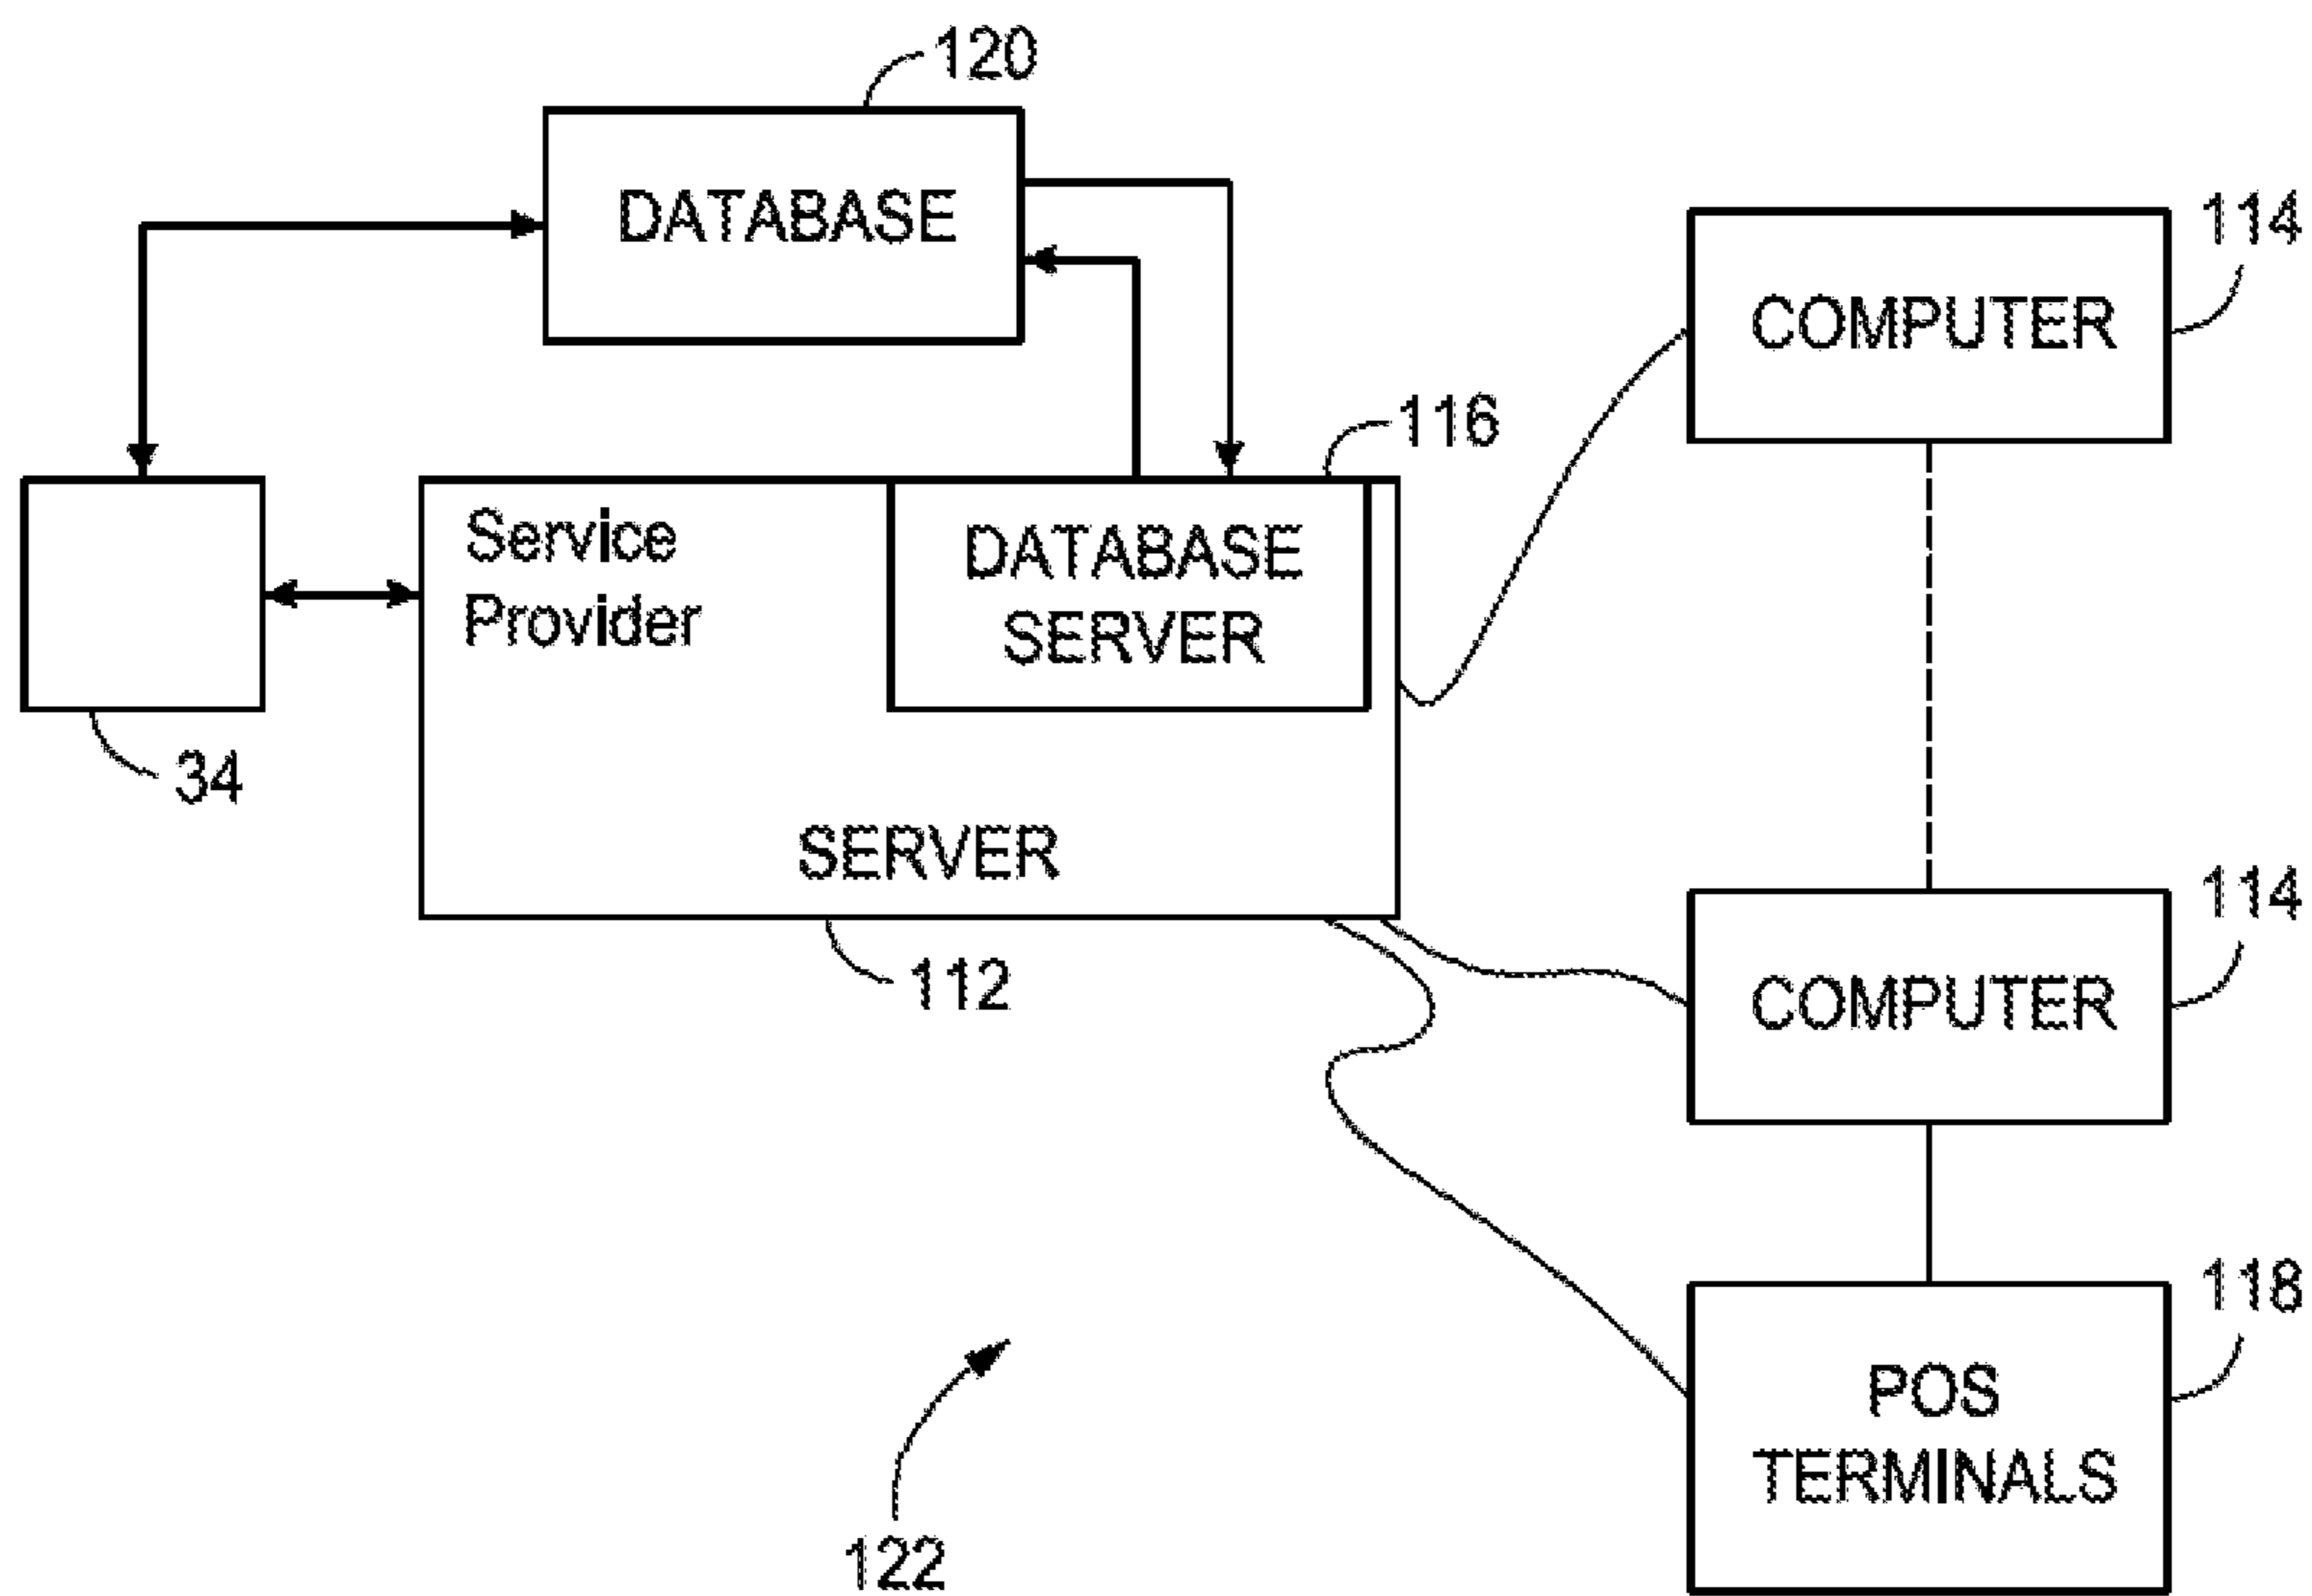 120
DATABASE
114
COMPUTER
116
Service
Provider
DATABASE
SERVER
34
SERVER
112
114
COMPUTER
118
POS
TERMINALS
122